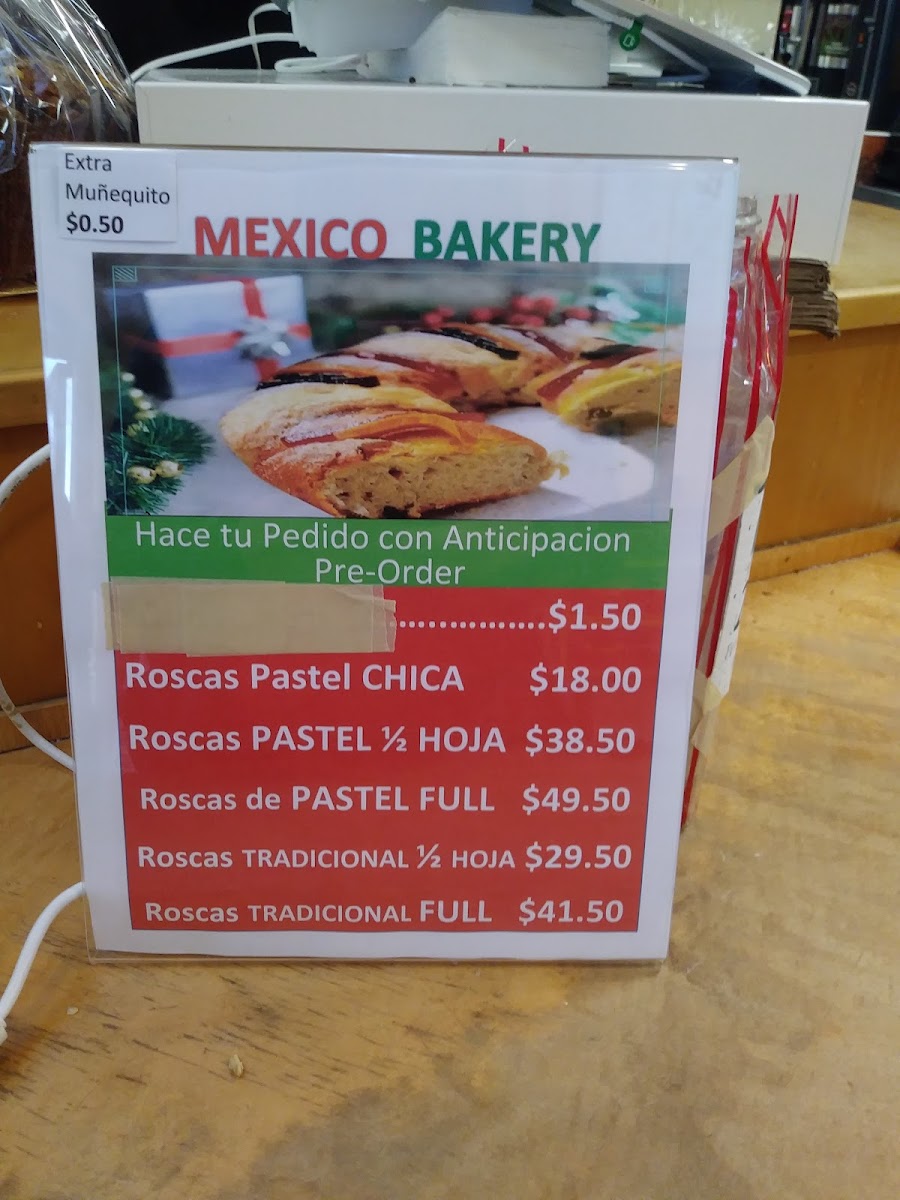 Extra
Muñequito
$0.50
MEXICO BAKERY
Hace tu Pedido con Anticipacion
Pre-Order
................$1.50
Roscas Pastel CHICA $18.00
Roscas PASTEL ½ HOJA $38.50
Roscas de PASTEL FULL $49.50
Roscas TRADICIONAL ½ HOJA $29.50
Roscas TRADICIONAL FULL $41.50